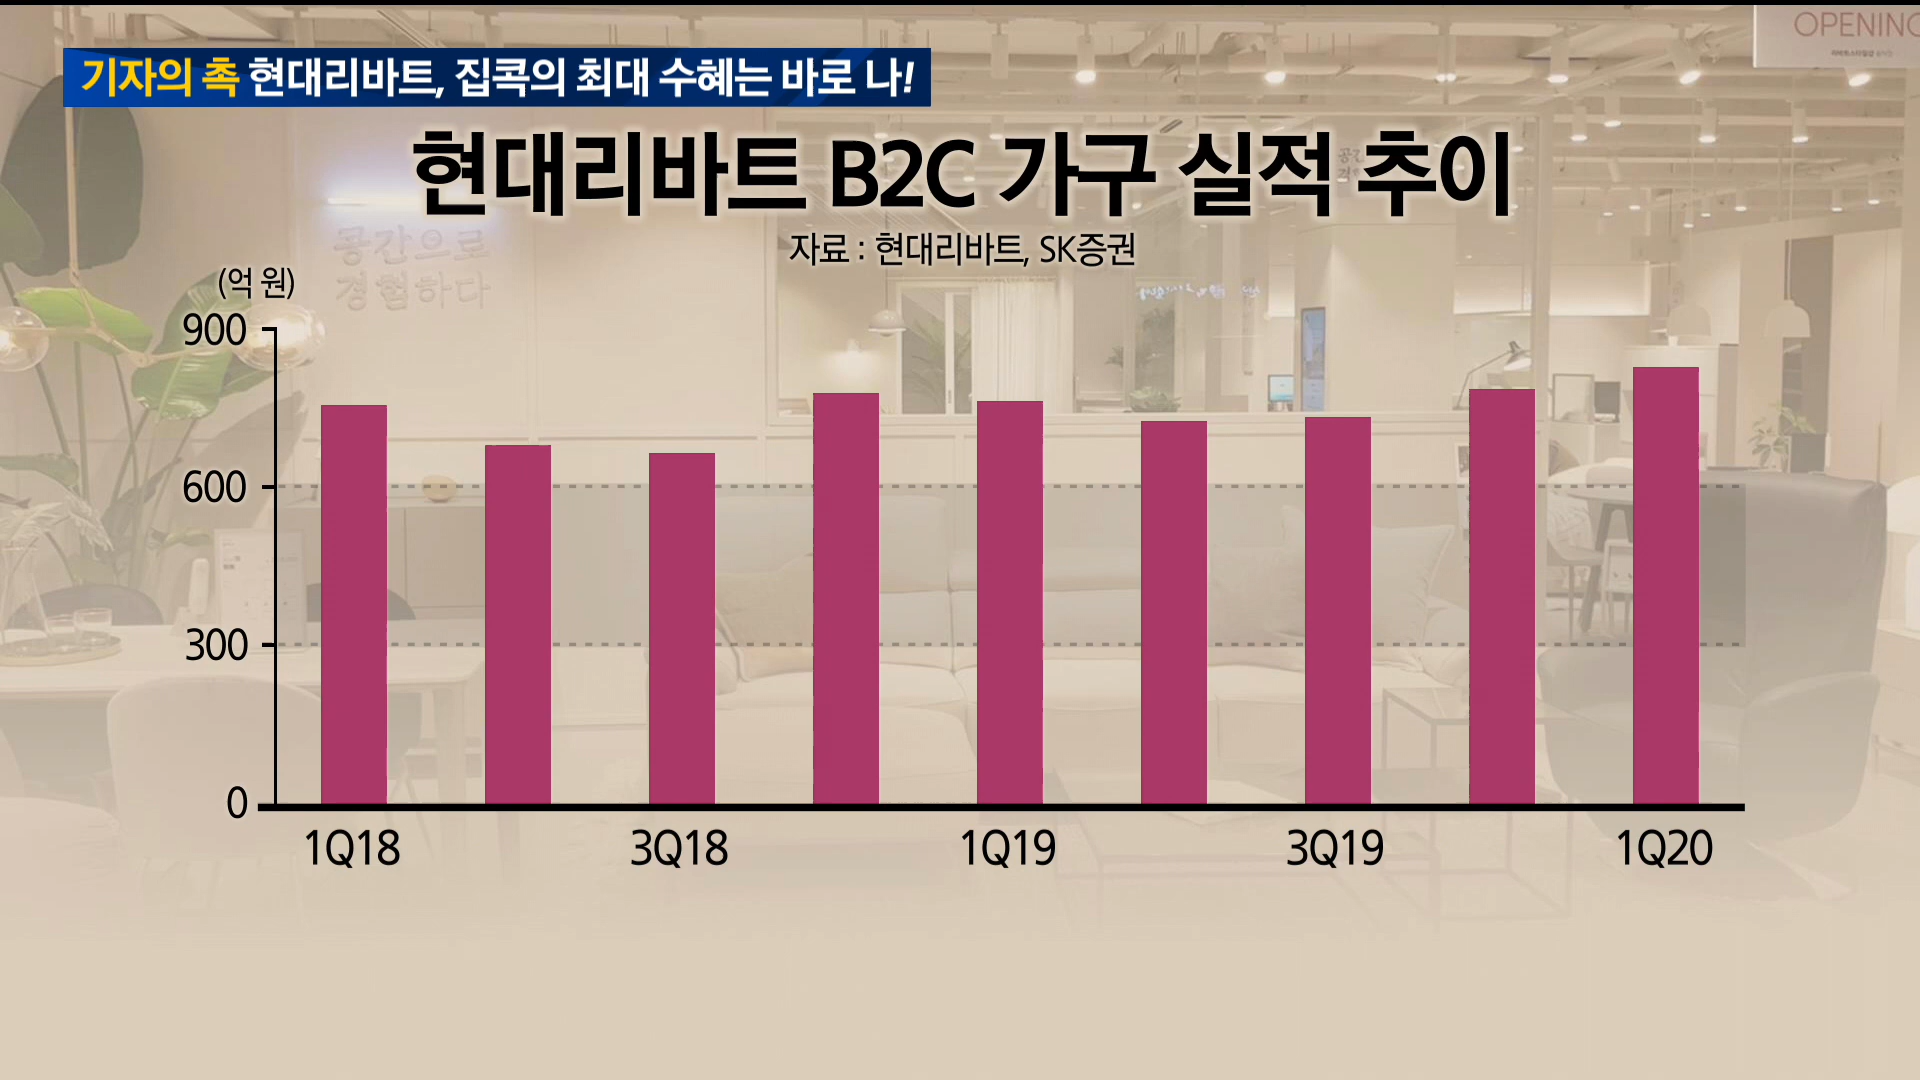 OPENING
기자의 촉 현대리바트, 집콕의 최대 수혜는 바로 나!
현대리바트 B2C 가구 실적 추이
자료 : 현대리바트, SK증권
공간으로
경험하다
(억 원)
900
600
300
0
1Q18 3Q18 1Q19 3Q19 1Q20